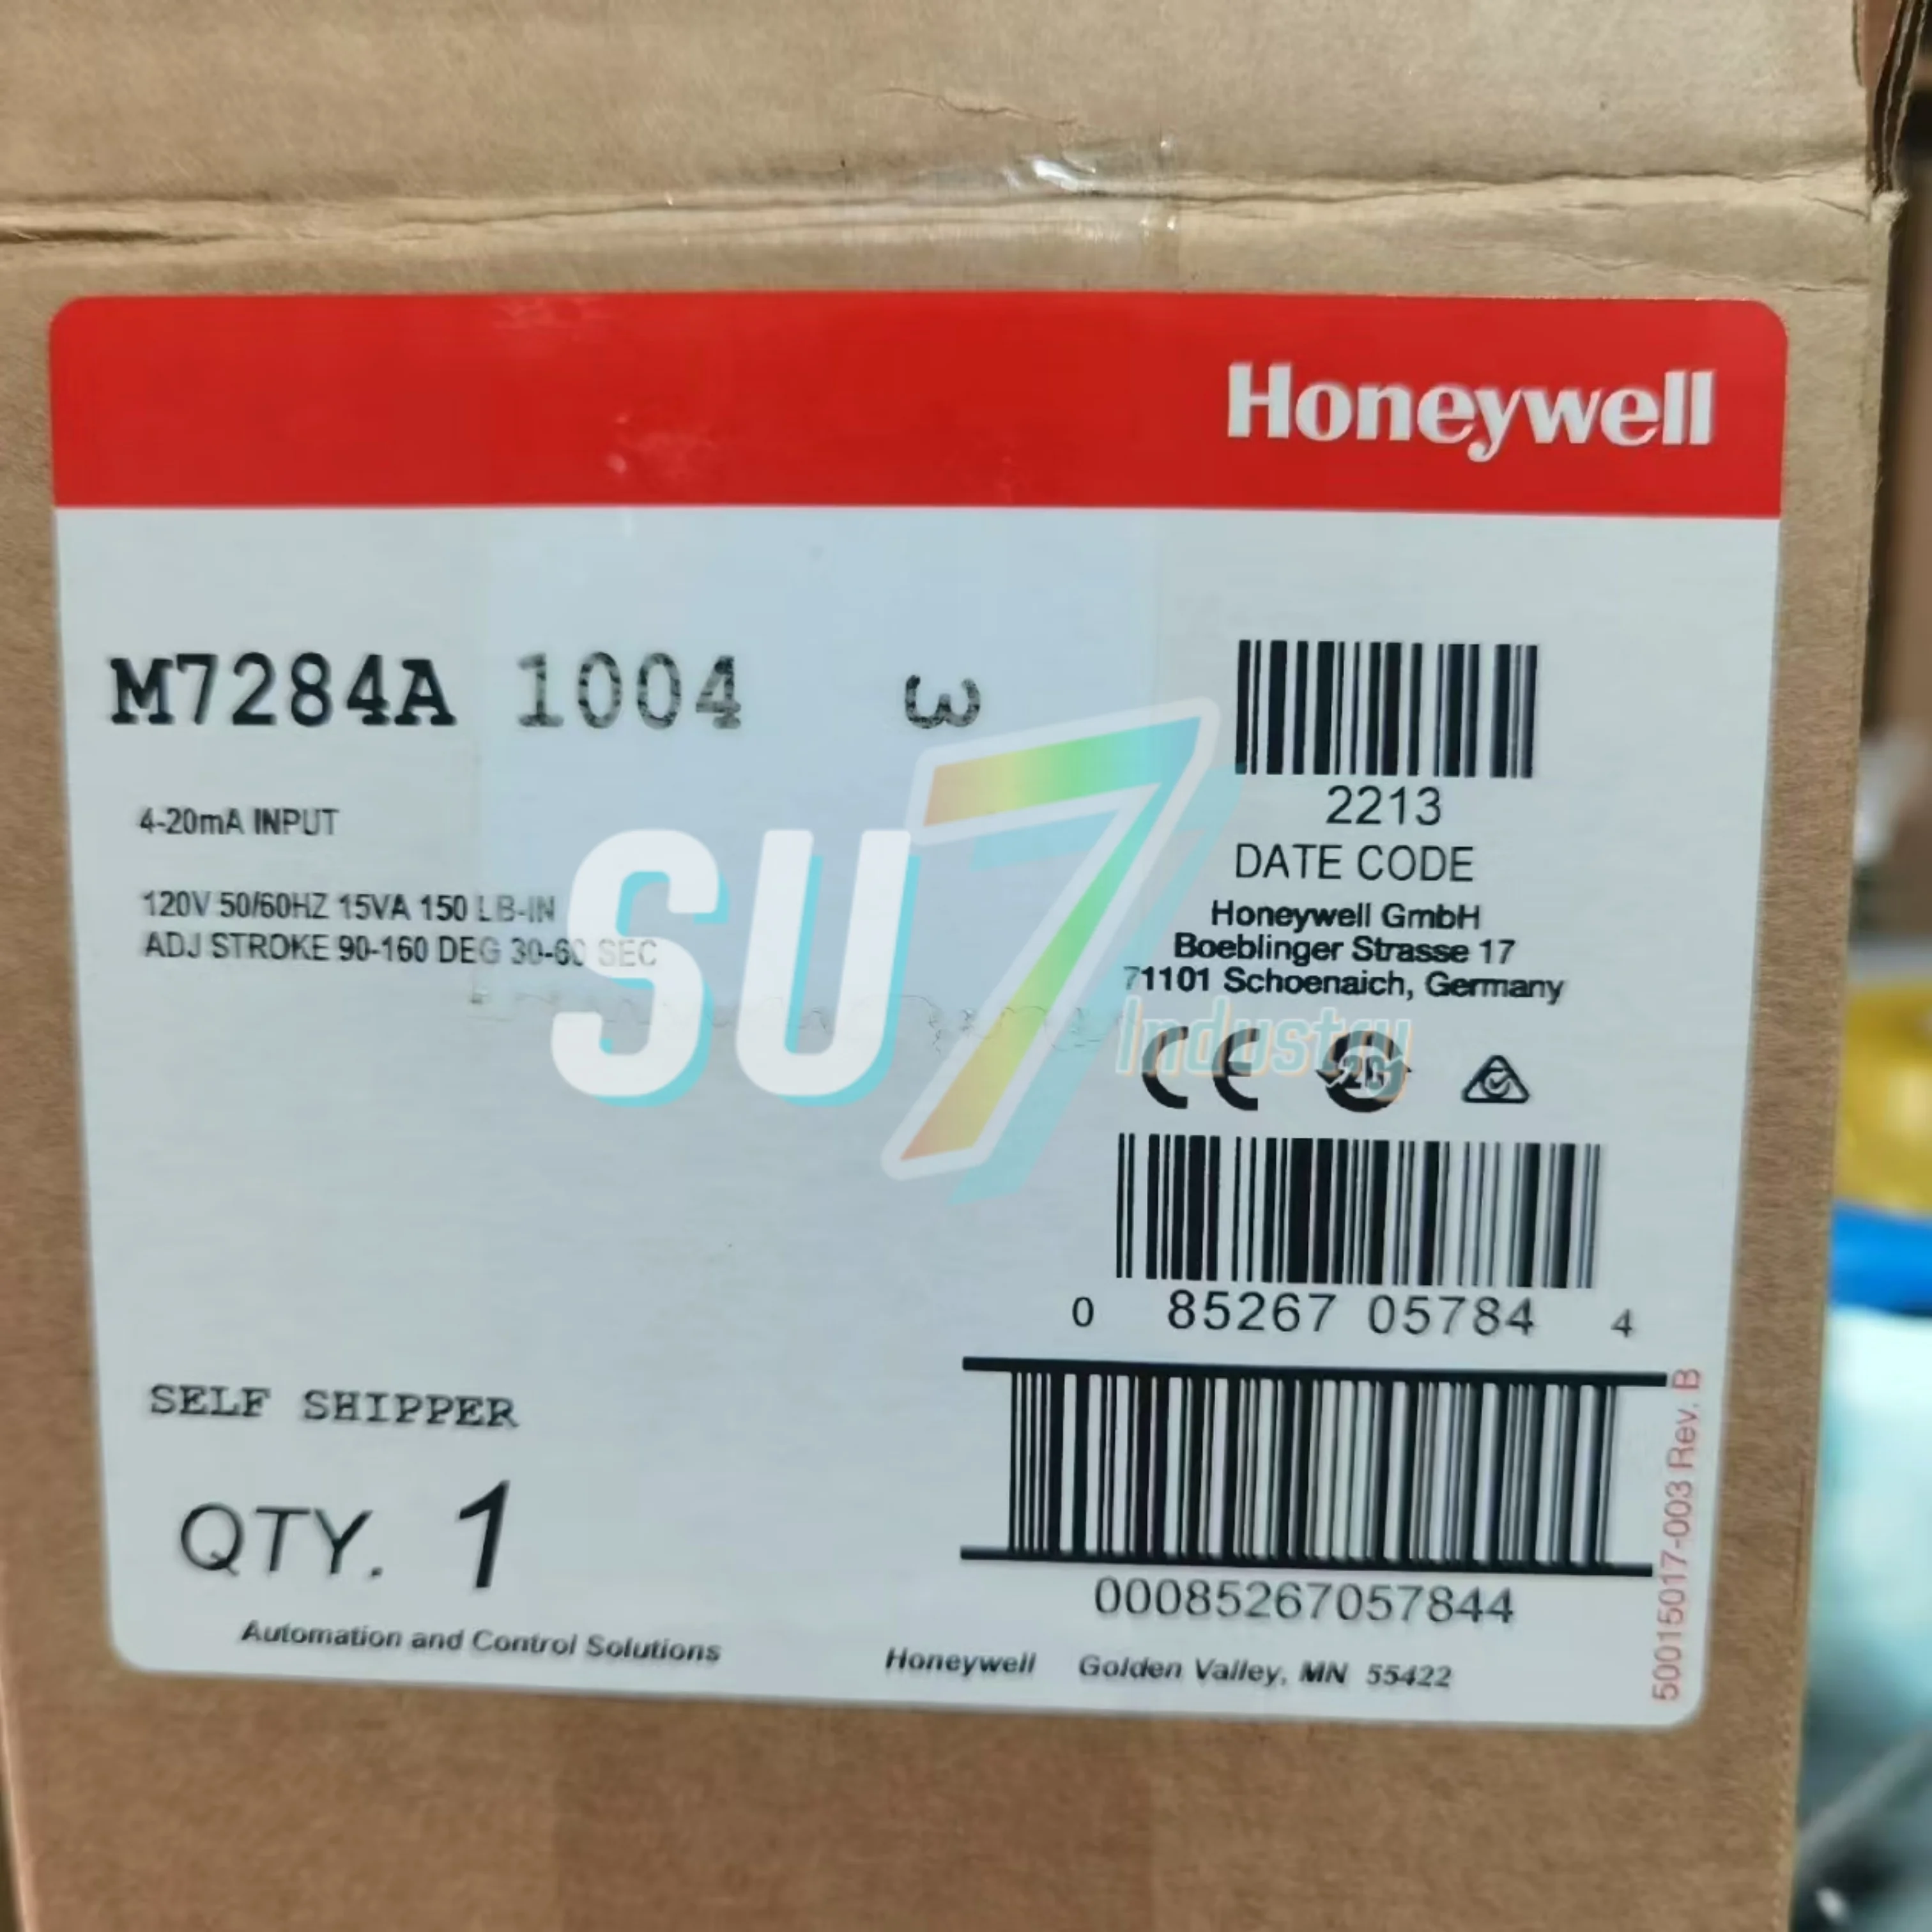 Honeywell
M7284A 1004 3
4-20mA INPUT
120V 50/60HZ 15VA 150 LB-IN
ADJ STROKE 90-160 DEG 30-60 SEC
2213
DATE CODE
Honeywell GmbH
Boeblinger Strasse 17
71101 Schoenaich, Germany
SU7
Industry
CE 20
0 85267 05784 4
SELF SHIPPER
QTY. 1
00085267057844
50015017-003 Rev. B
Automation and Control Solutions Honeywell Golden Valley, MN 55422